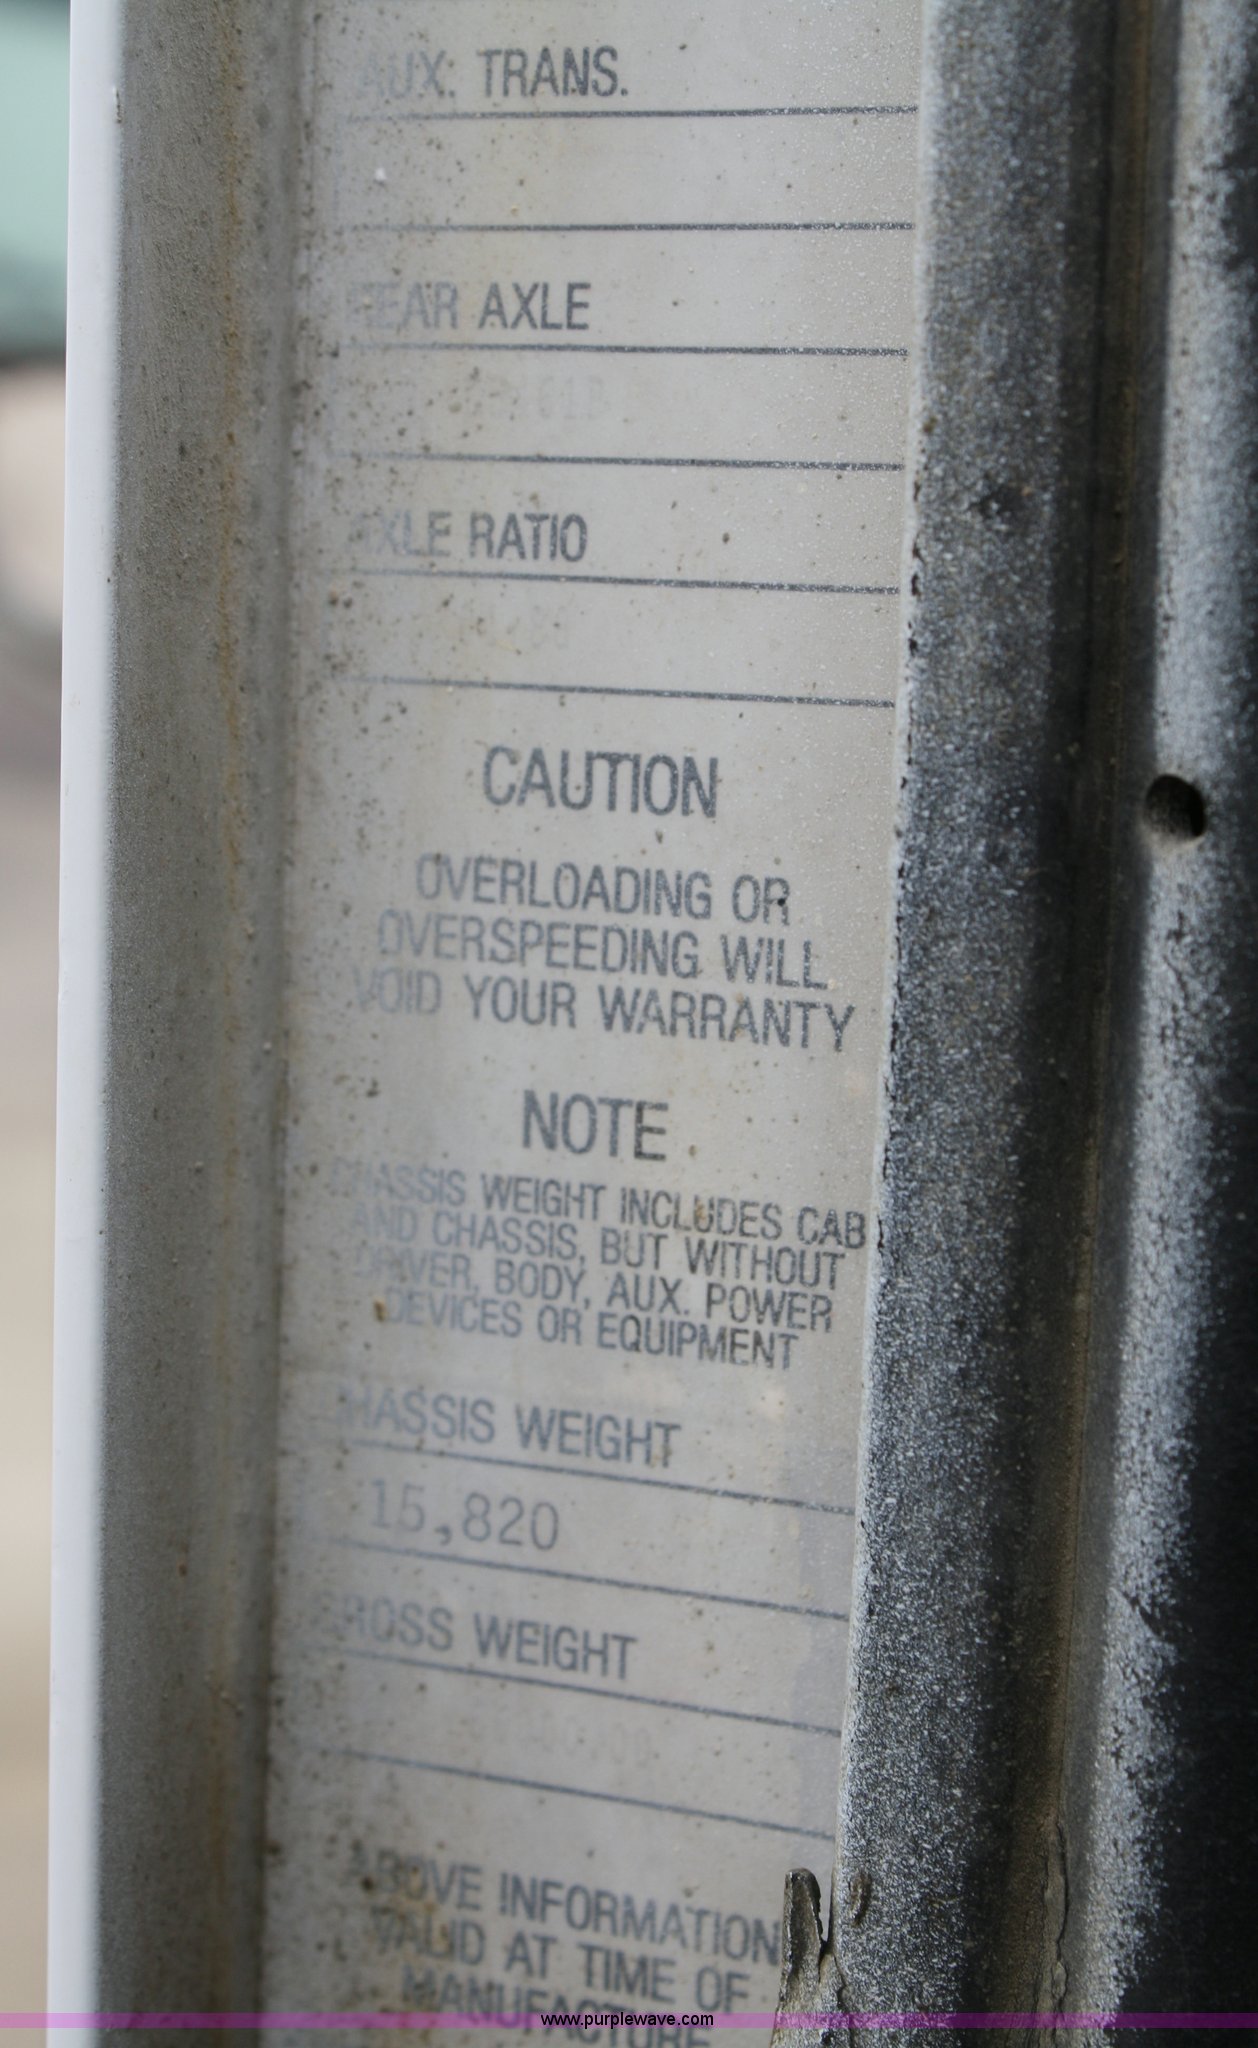 AUX. TRANS.
REAR AXLE
AXLE RATIO
CAUTION
OVERLOADING OR
OVERSPEEDING WILL
VOID YOUR WARRANTY
NOTE
CHASSIS WEIGHT INCLUDES CAB
AND CHASSIS, BUT WITHOUT
DRIVER, BODY, AUX. POWER
DEVICES OR EQUIPMENT
CHASSIS WEIGHT
15,820
GROSS WEIGHT
ABOVE INFORMATION
VALID AT TIME OF
MANUFACTURE
www.purplewave.com